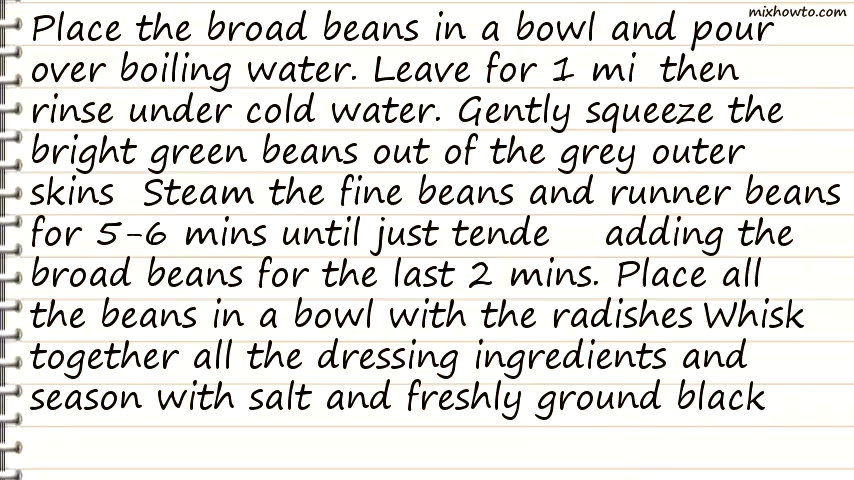 mixhowto.com
Place the broad beans in a bowl and pour
over boiling water. Leave for 1 mi  then
rinse under cold water. Gently squeeze the
bright green beans out of the grey outer
skins  Steam the fine beans and runner beans
for 5-6 mins until just tende    adding the
broad beans for the last 2 mins. Place all
the beans in a bowl with the radishes Whisk
together all the dressing ingredients and
season with salt and freshly ground black